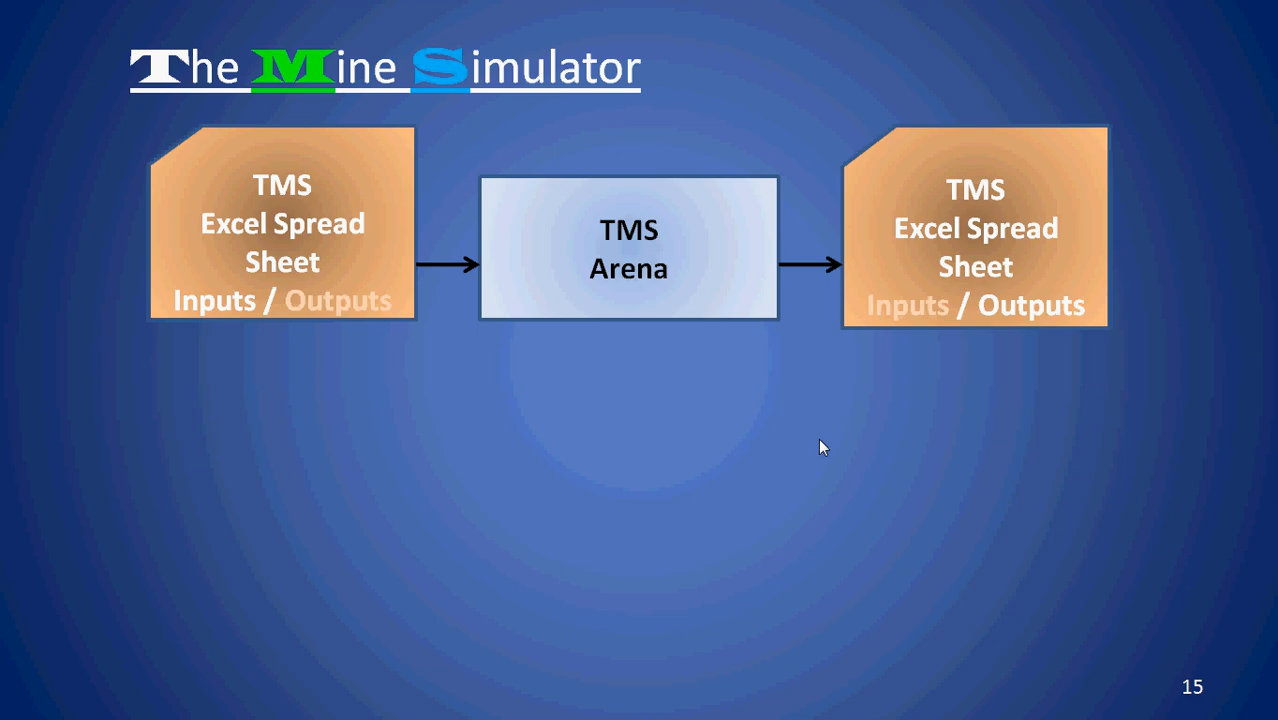 The Mine Simulator
TMS
Excel Spread
Sheet
Inputs / Outputs
TMS
Arena
TMS
Excel Spread
Sheet
Inputs / Outputs
15